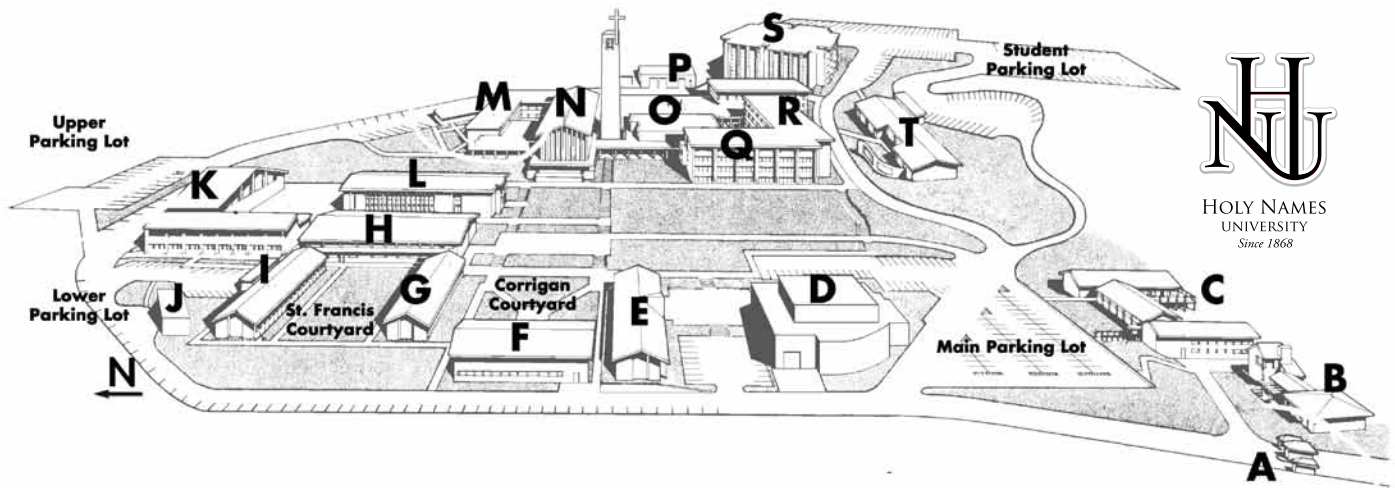 S
Student
Parking Lot
P
M
N
O
R
Upper
Parking Lot
Q
T
HNU
HOLY NAMES
UNIVERSITY
Since 1868
K
L
H
I
J
Lower
Parking Lot
St. Francis
Courtyard
G
Corrigan
Courtyard
E
D
C
F
Main Parking Lot
N
B
A